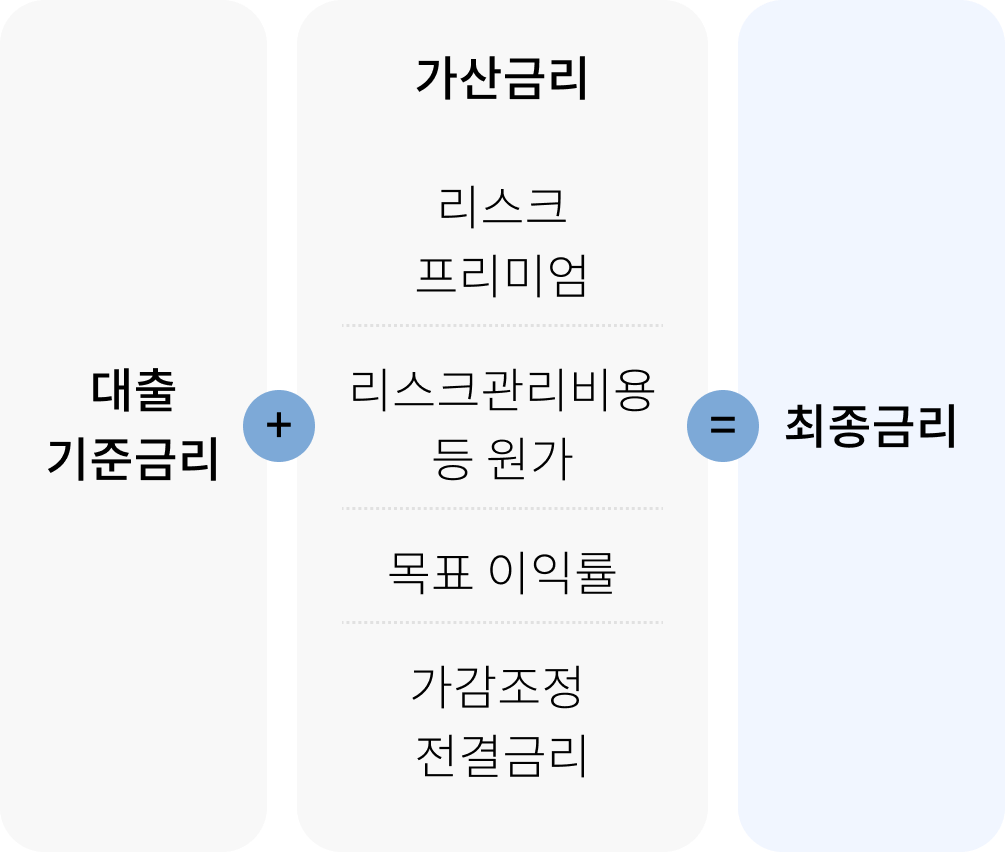 대출
기준금리
+
가산금리
리스크
프리미엄
리스크관리비용
등 원가
목표 이익률
가감조정
전결금리
=
최종금리